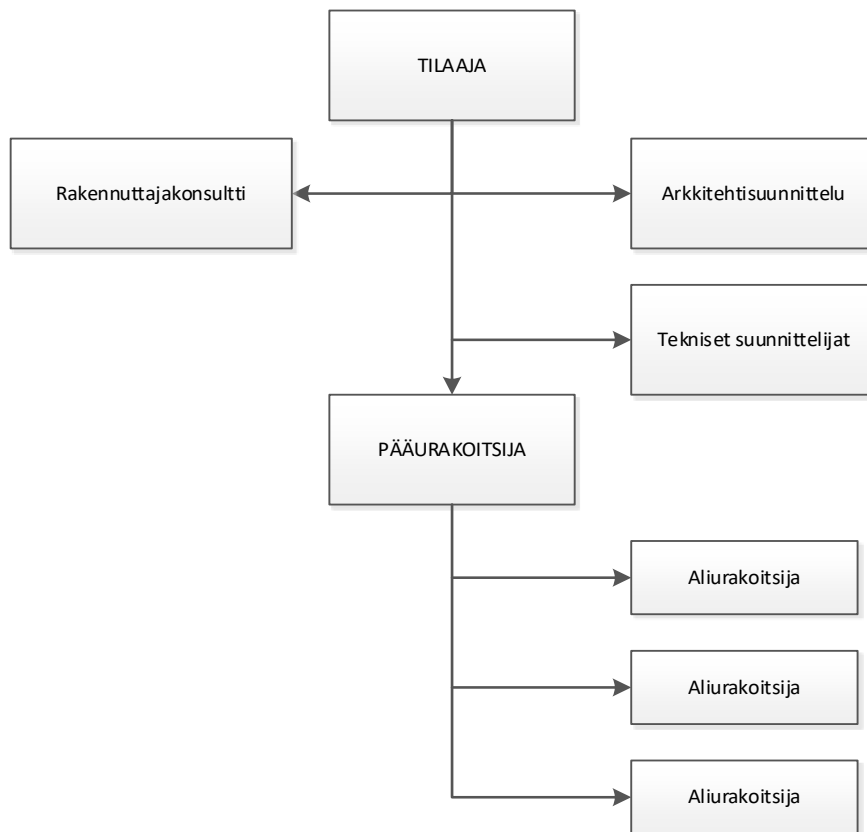 TILAAJA
Rakennuttajakonsultti
Arkkitehtisuunnittelu
Tekniset suunnittelijat
PÄÄURAKOITSIJA
Aliurakoitsija
Aliurakoitsija
Aliurakoitsija